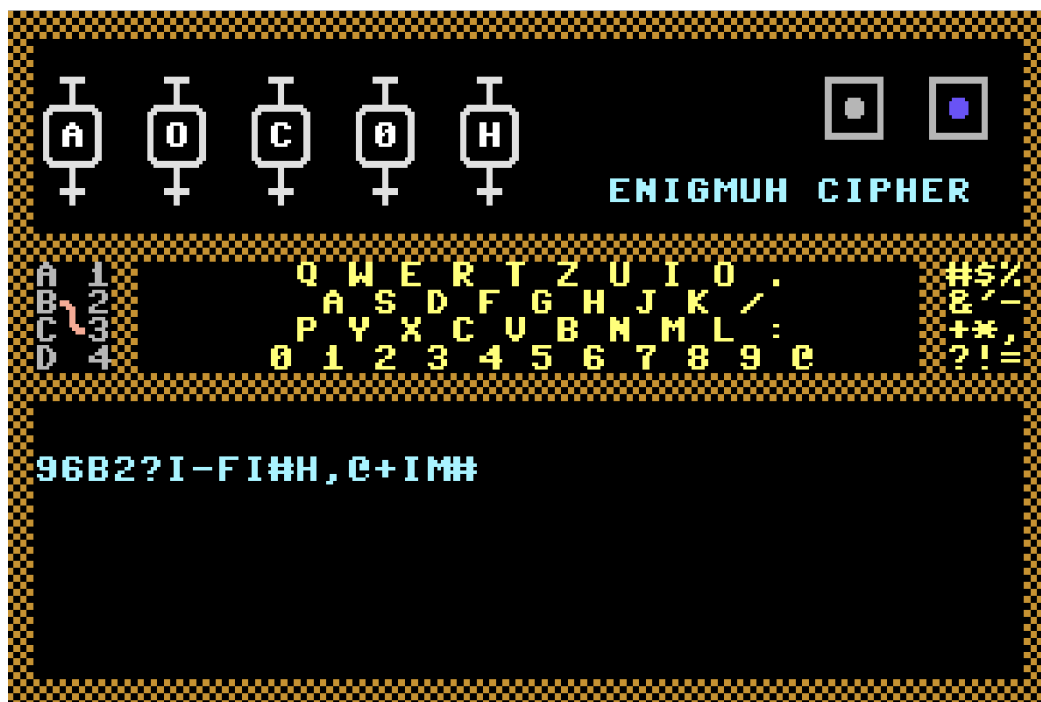 A O C 0 H
ENIGMUH CIPHER
A 1 Q W E R T Z U I O . #$%
B 2 A S D F G H J K / &'-
C 3 P Y X C V B N M L : +*,
D 4 0 1 2 3 4 5 6 7 8 9 @ ?!=
96B2?I-FI#H,@+IM#